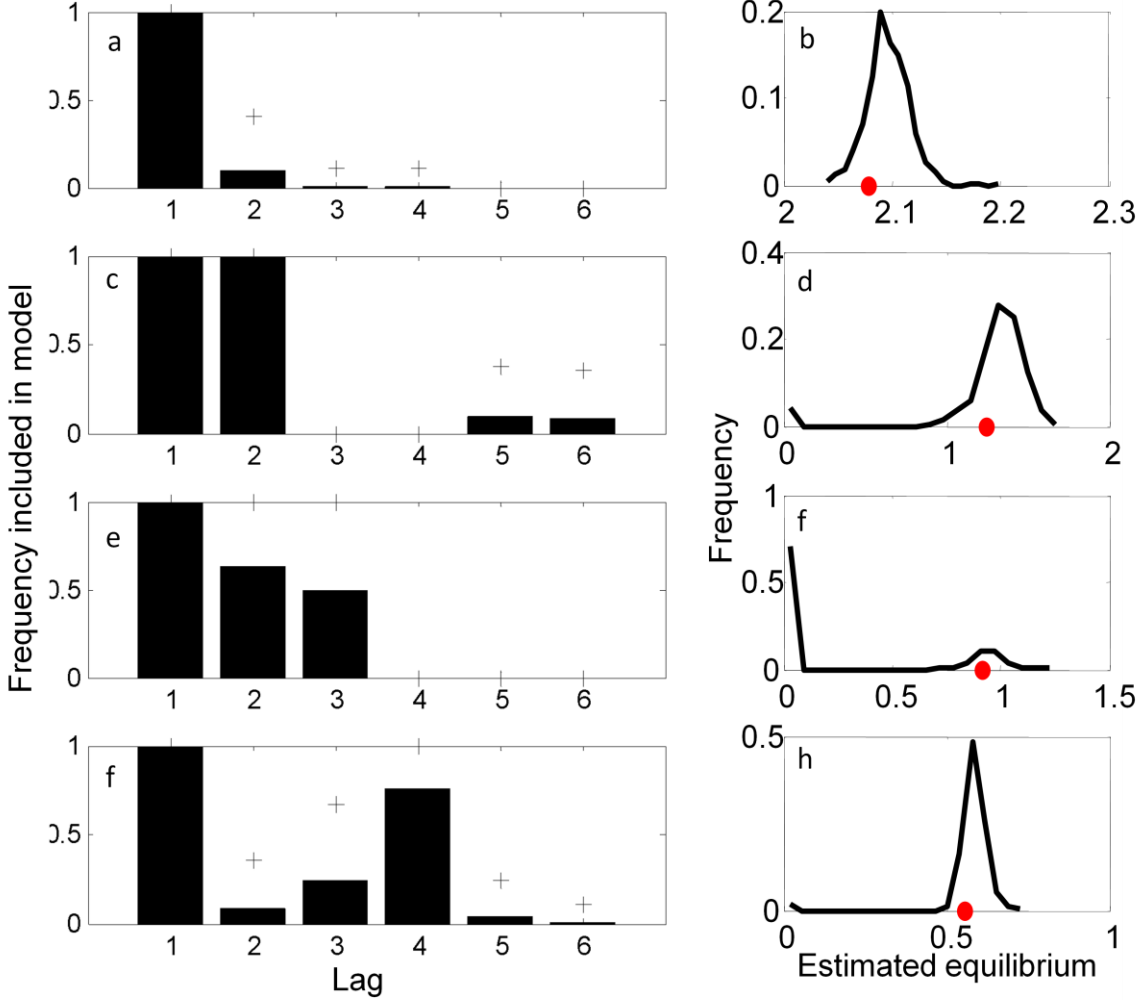 Frequency included in model
1
a
0.5
0
1 2 3 4 5 6
1
c
0.5
0
1 2 3 4 5 6
1
e
0.5
0
1 2 3 4 5 6
1
f
0.5
0
1 2 3 4 5 6
Lag
Frequency
0.2
b
0.1
0
2 2.1 2.2 2.3
0.4
d
0.2
0
0 1 2
1
f
0.5
0
0 0.5 1 1.5
0.5
h
0
0 0.5 1
Estimated equilibrium